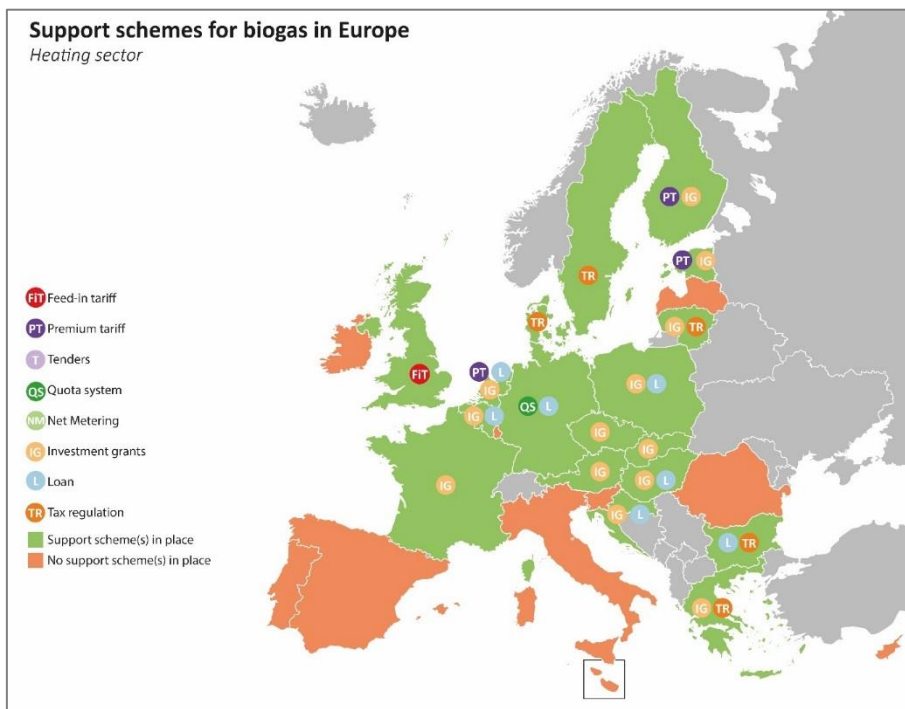 Support schemes for biogas in Europe
Heating sector
PT IG
PT IG
TR
TR
IG TR
FiT Feed-in tariff
PT Premium tariff
T Tenders
QS Quota system
NM Net Metering
IG Investment grants
L Loan
TR Tax regulation
Support scheme(s) in place
No support scheme(s) in place
FiT
PT L
IG
IG L
QS L
IG L
IG
IG
IG
IG
IG L
IG L
L TR
IG TR